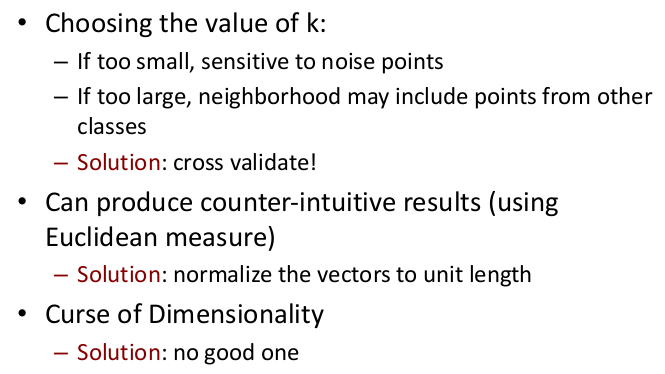 • Choosing the value of k:
– If too small, sensitive to noise points
– If too large, neighborhood may include points from other
classes
– Solution: cross validate!
• Can produce counter-intuitive results (using
Euclidean measure)
– Solution: normalize the vectors to unit length
• Curse of Dimensionality
– Solution: no good one